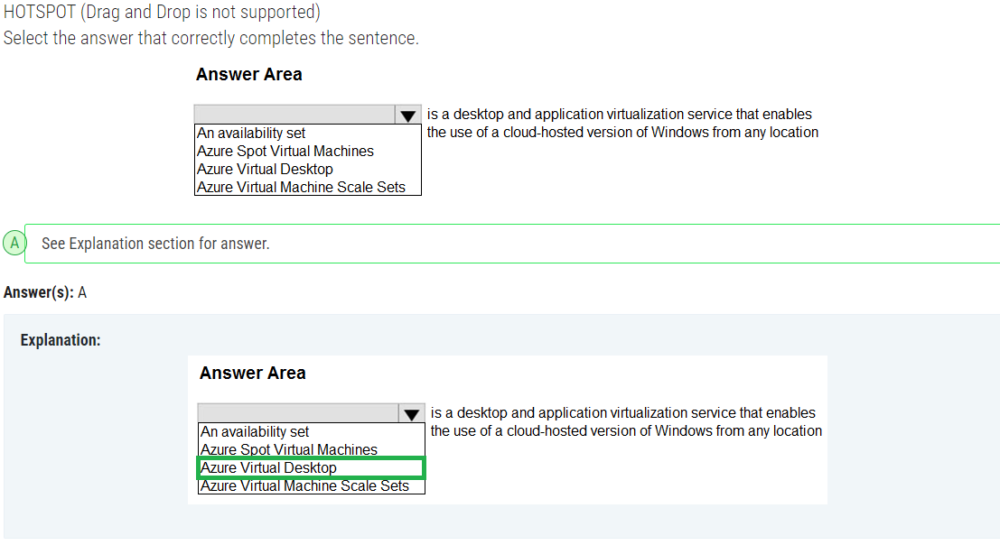 HOTSPOT (Drag and Drop is not supported)
Select the answer that correctly completes the sentence.
Answer Area
is a desktop and application virtualization service that enables
the use of a cloud-hosted version of Windows from any location
An availability set
Azure Spot Virtual Machines
Azure Virtual Desktop
Azure Virtual Machine Scale Sets
A
See Explanation section for answer.
Answer(s): A
Explanation:
Answer Area
is a desktop and application virtualization service that enables
the use of a cloud-hosted version of Windows from any location
An availability set
Azure Spot Virtual Machines
Azure Virtual Desktop
Azure Virtual Machine Scale Sets